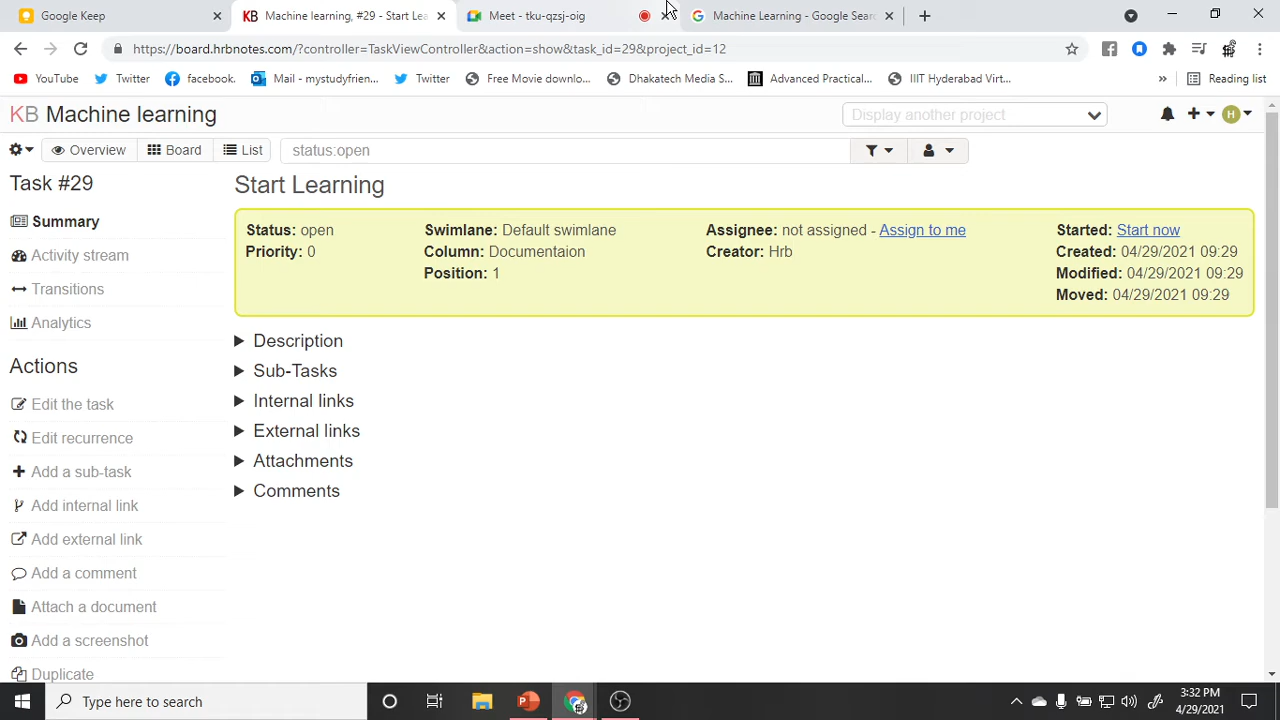 Google Keep
KB Machine learning, #29 - Start Lea
Meet - tku-qzsj-oig
Machine Learning - Google Sear
https://board.hrbnotes.com/?controller=TaskViewController&action=show&task_id=29&project_id=12
YouTube
Twitter
facebook.
Mail - mystudyfrien...
Twitter
Free Movie downlo...
Dhakatech Media S...
Advanced Practical...
IIIT Hyderabad Virt...
»
Reading list
KB Machine learning
Display another project
H
Overview
Board
List
status:open
Task #29
Start Learning
Summary
Activity stream
Transitions
Analytics
Status: open
Priority: 0
Swimlane: Default swimlane
Column: Documentaion
Position: 1
Assignee: not assigned - Assign to me
Creator: Hrb
Started: Start now
Created: 04/29/2021 09:29
Modified: 04/29/2021 09:29
Moved: 04/29/2021 09:29
Description
Sub-Tasks
Internal links
External links
Attachments
Comments
Actions
Edit the task
Edit recurrence
Add a sub-task
Add internal link
Add external link
Add a comment
Attach a document
Add a screenshot
Duplicate
Type here to search
3:32 PM
4/29/2021